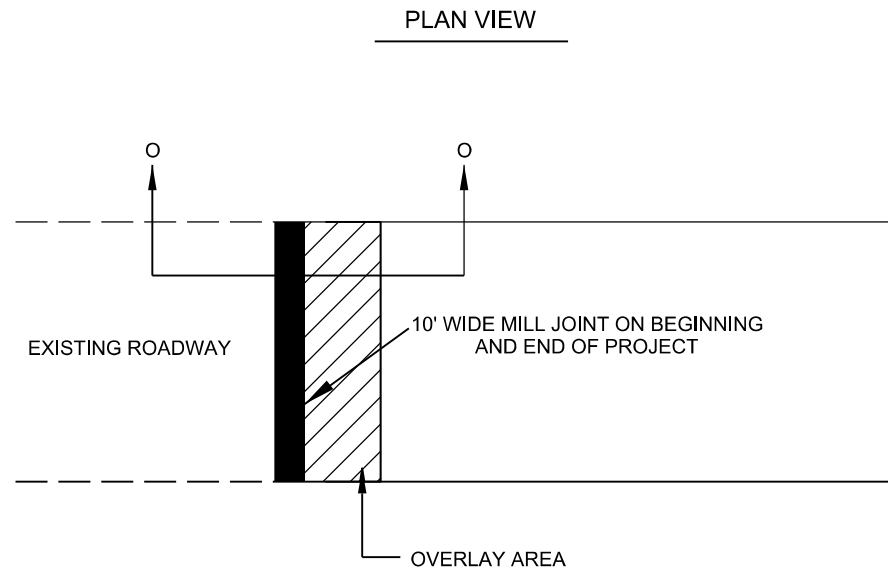 PLAN VIEW
O O
10' WIDE MILL JOINT ON BEGINNING
AND END OF PROJECT
EXISTING ROADWAY
OVERLAY AREA